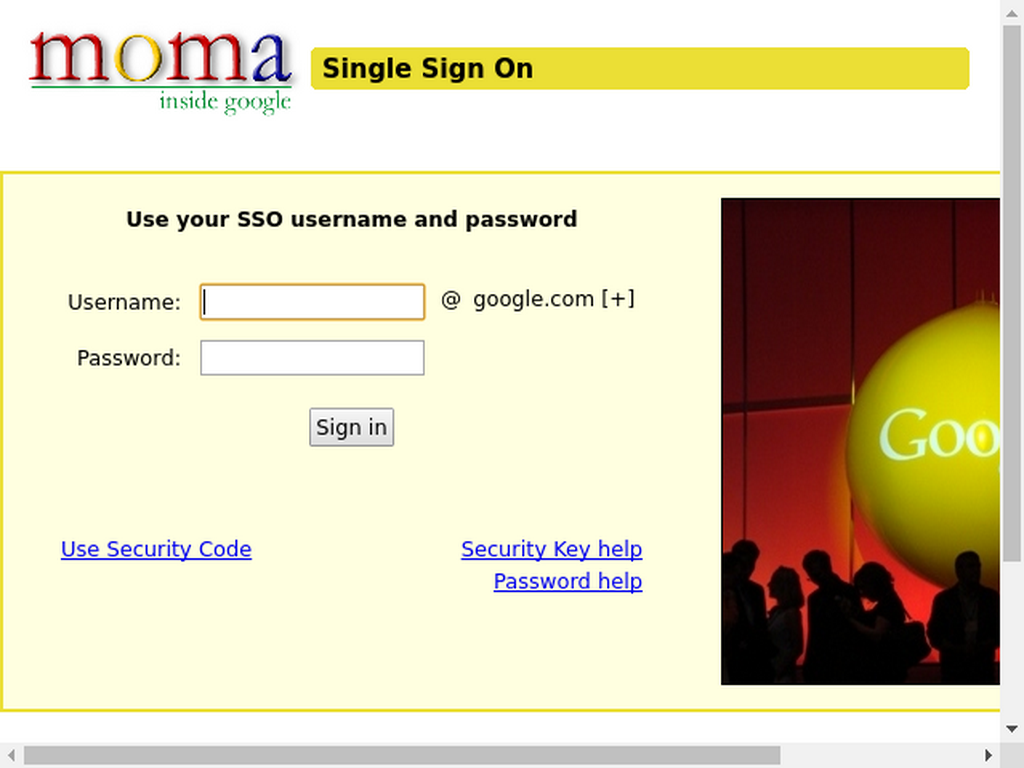 moma
inside google
Single Sign On
Use your SSO username and password
Username: @ google.com [+]
Password:
Sign in
Use Security Code Security Key help
Password help
Goo